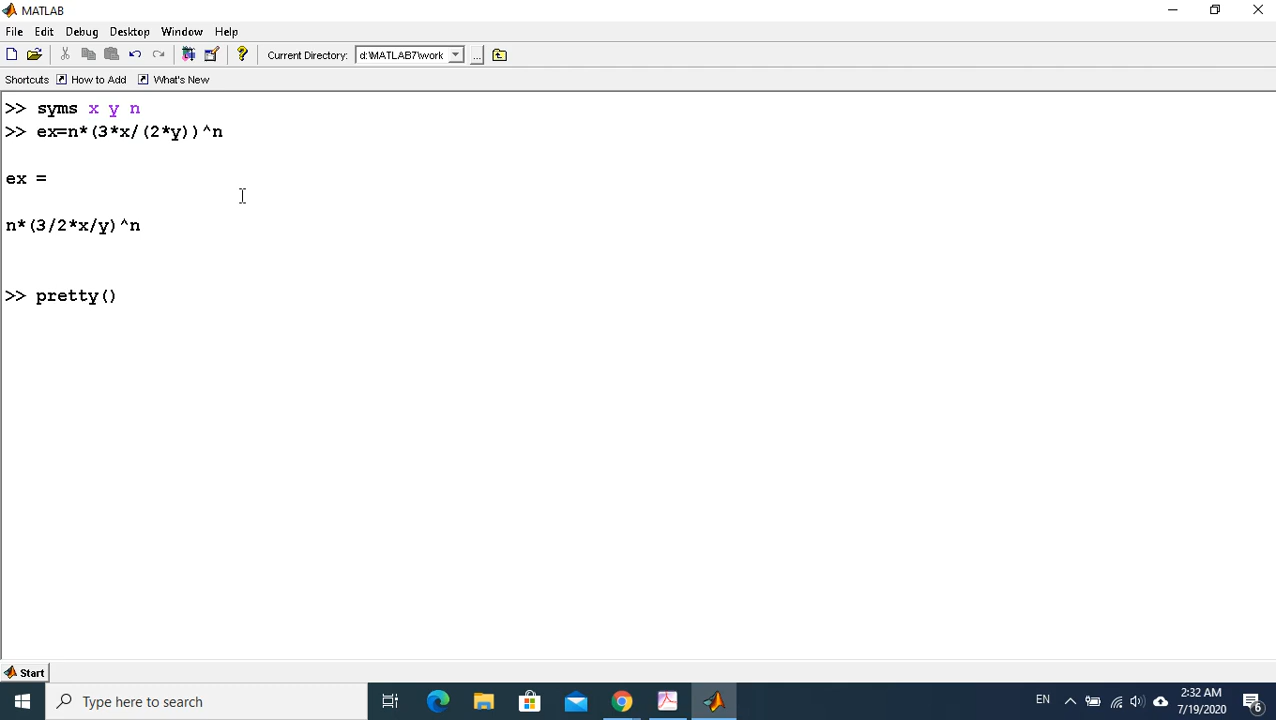 MATLAB
File Edit Debug Desktop Window Help
Current Directory: d:\MATLAB7\work ...
Shortcuts How to Add What's New
>> syms x y n
>> ex=n*(3*x/(2*y))^n
ex =
n*(3/2*x/y)^n
>> pretty()
Start
Type here to search
EN
2:32 AM
7/19/2020
6